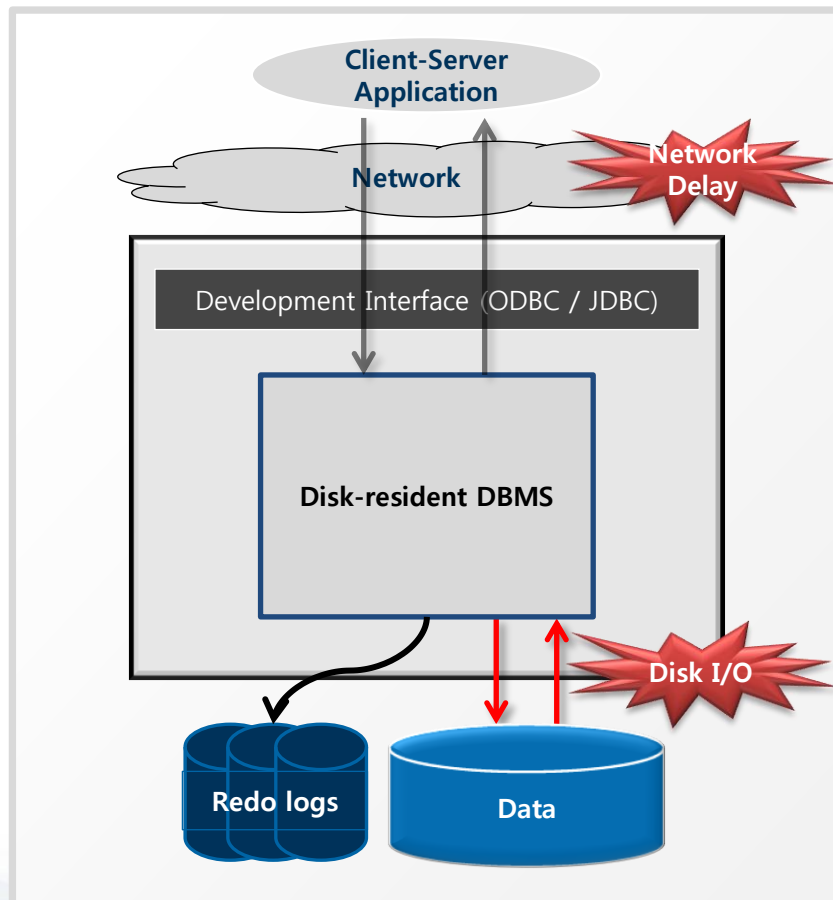 Client-Server
Application
Network
Network
Delay
Development Interface (ODBC / JDBC)
Disk-resident DBMS
Disk I/O
Redo logs
Data